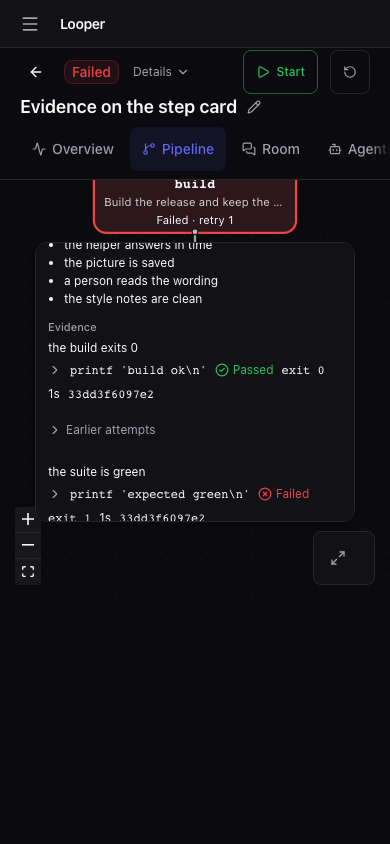 Looper
Failed
Details
Start
Evidence on the step card
Overview
Pipeline
Room
Agent
build
Build the release and keep the …
Failed · retry 1
• the helper answers in time
• the picture is saved
• a person reads the wording
• the style notes are clean
Evidence
the build exits 0
printf 'build ok\n' Passed exit 0
1s 33dd3f6097e2
Earlier attempts
the suite is green
printf 'expected green\n' Failed
exit 1 1s 33dd3f6097e2